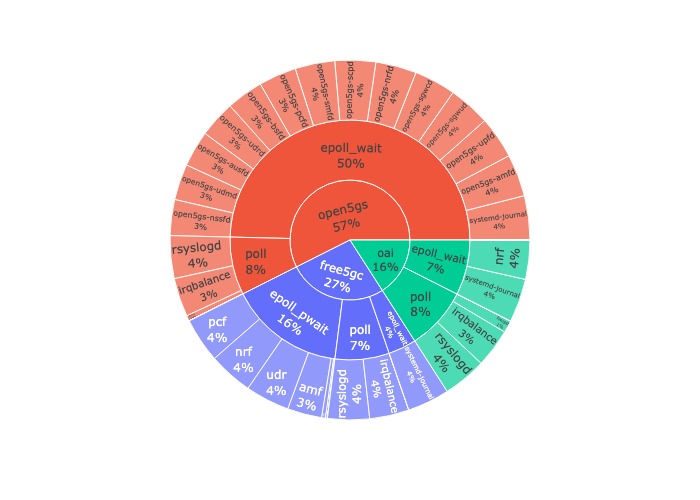 open5gs
57%
epoll_wait
50%
systemd-journal
4%
open5gs-amfd
4%
open5gs-upfd
4%
open5gs-sgwud
4%
open5gs-sgwcd
4%
open5gs-nrfd
4%
open5gs-scpd
4%
open5gs-smfd
4%
open5gs-pcfd
3%
open5gs-bsfd
3%
open5gs-udrd
3%
open5gs-ausfd
3%
open5gs-udmd
3%
open5gs-nssfd
3%
poll
8%
rsyslogd
4%
irqbalance
3%
free5gc
27%
epoll_pwait
16%
pcf
4%
nrf
4%
udr
4%
amf
3%
poll
7%
rsyslogd
4%
irqbalance
4%
epoll_wait
4%
systemd-journal
4%
oai
16%
epoll_wait
7%
nrf
4%
systemd-journal
4%
poll
8%
irqbalance
3%
rsyslogd
4%